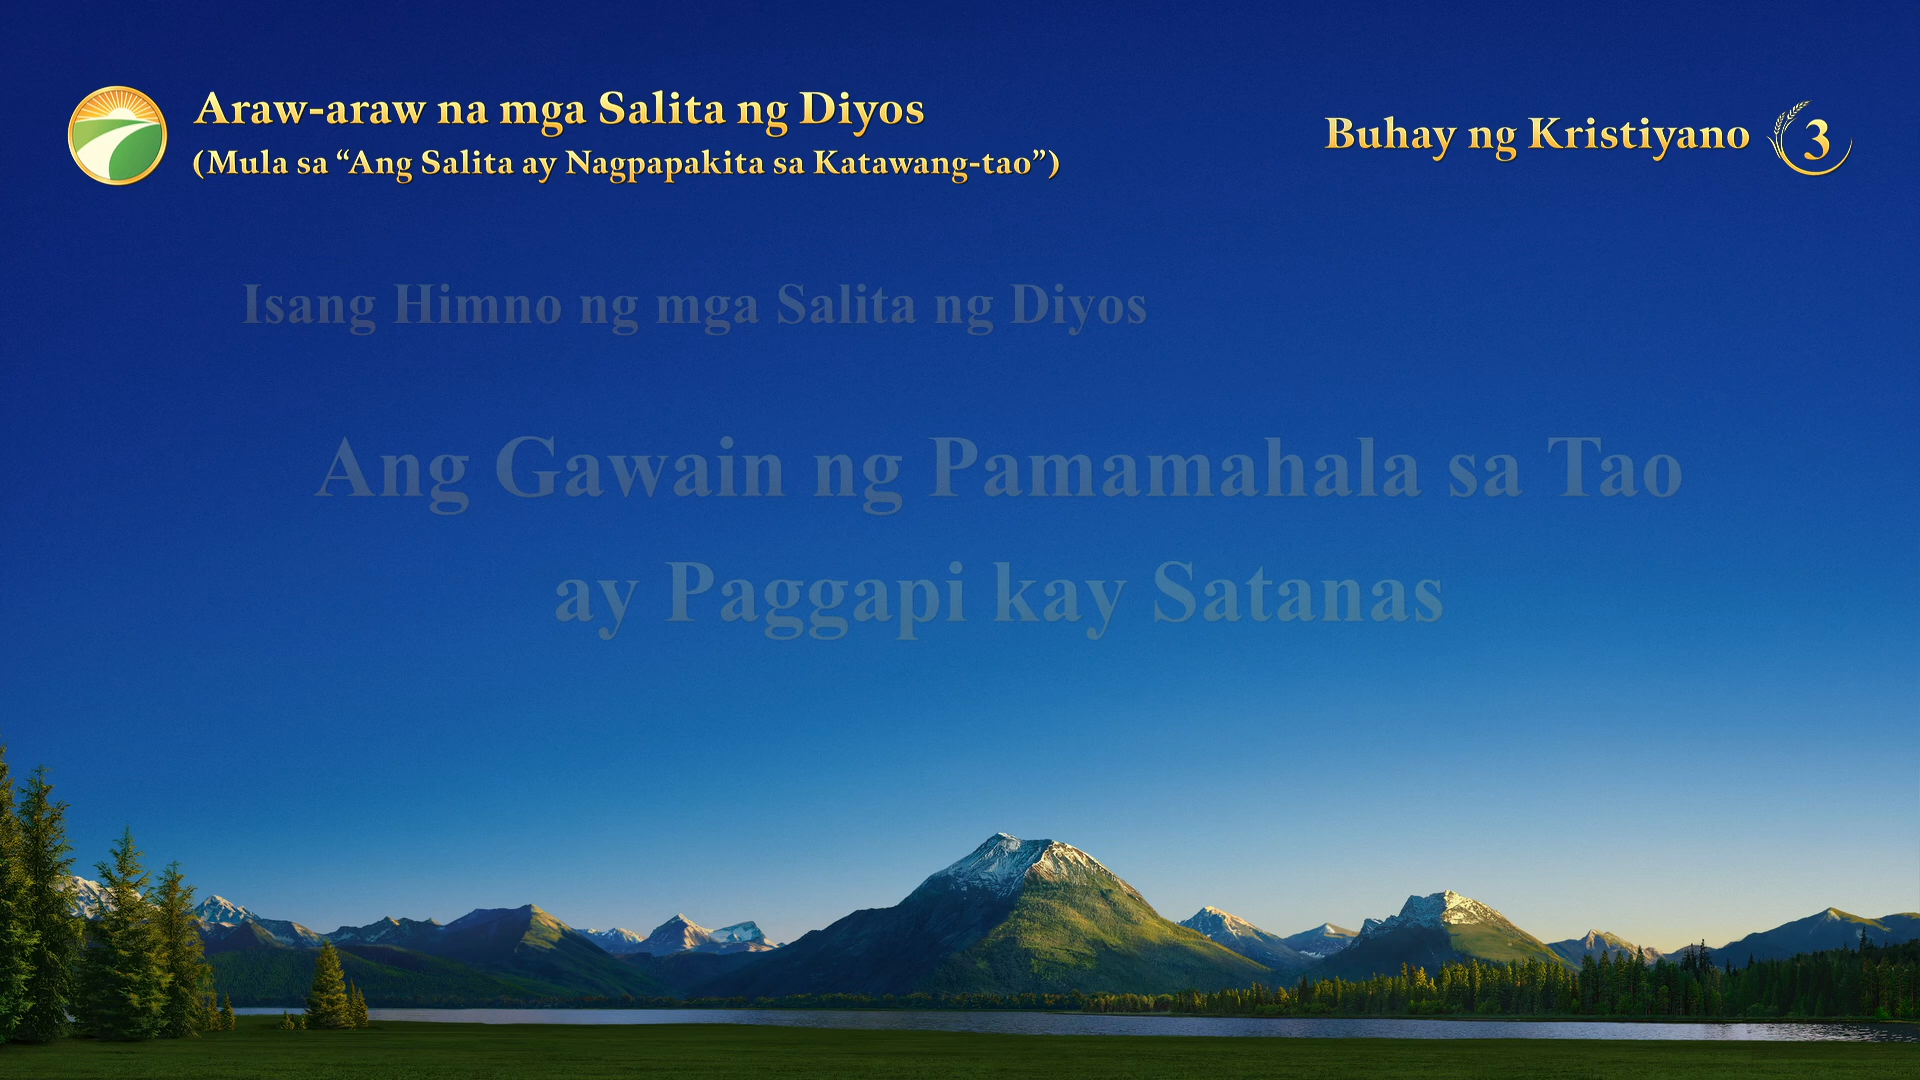 Araw-araw na mga Salita ng Diyos
(Mula sa “Ang Salita ay Nagpapakita sa Katawang-tao”)
Buhay ng Kristiyano 3
Isang Himno ng mga Salita ng Diyos
Ang Gawain ng Pamamahala sa Tao
ay Paggapi kay Satanas